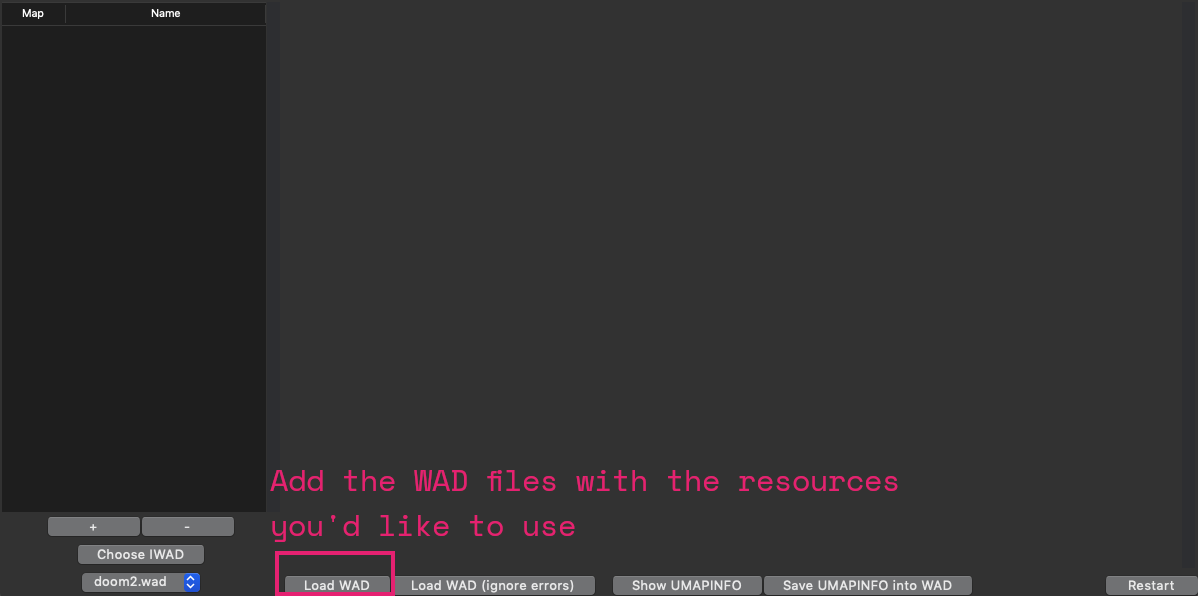 Map Name
Add the WAD files with the resources
you'd like to use
+ -
Choose IWAD
doom2.wad
Load WAD Load WAD (ignore errors) Show UMAPINFO Save UMAPINFO into WAD Restart